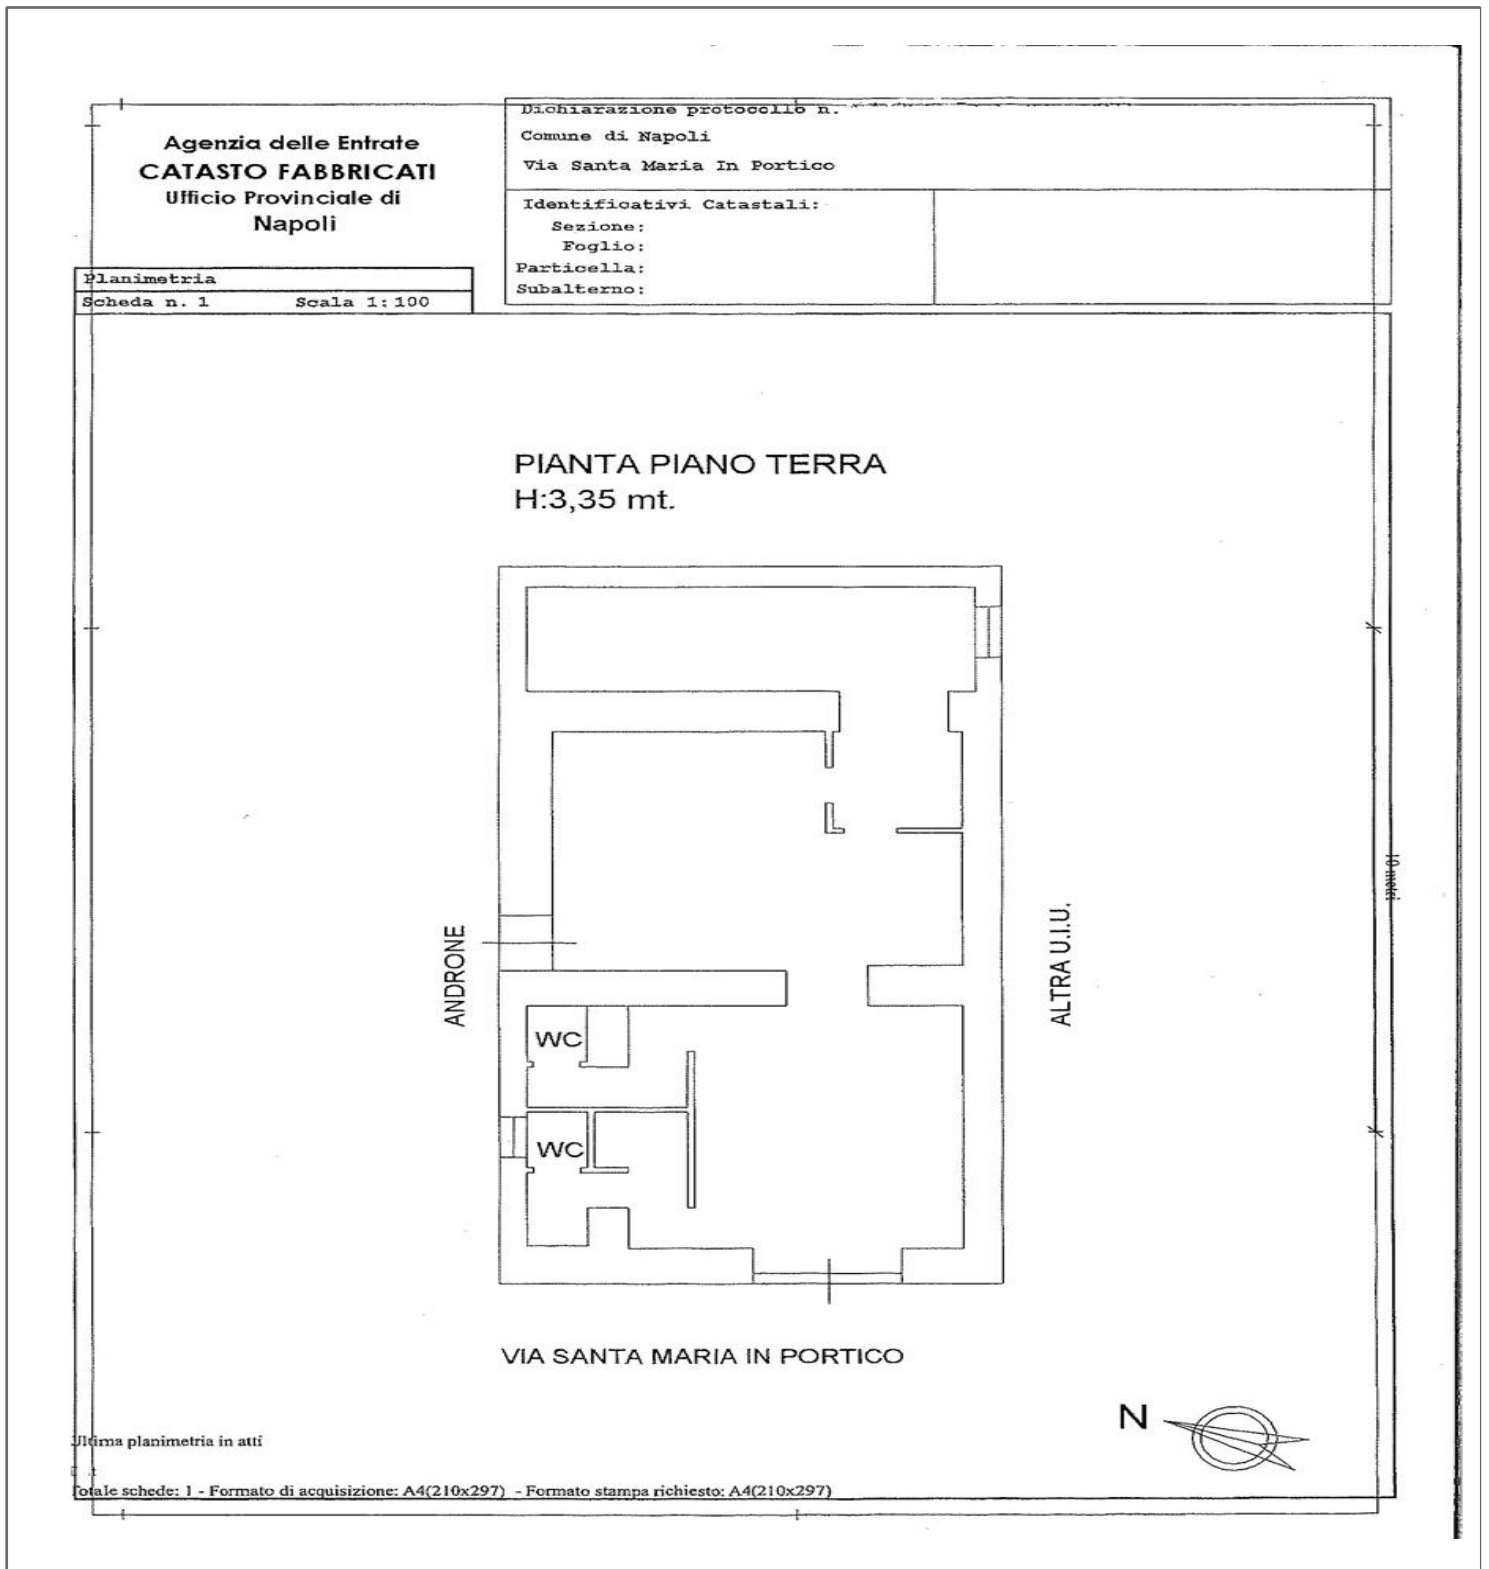 Agenzia delle Entrate
CATASTO FABBRICATI
Ufficio Provinciale di
Napoli
Dichiarazione protocollo n.
Comune di Napoli
Via Santa Maria In Portico
Identificativi Catastali:
Sezione:
Foglio:
Particella:
Subalterno:
Planimetria
Scheda n. 1 Scala 1:100
PIANTA PIANO TERRA
H:3,35 mt.
10 metri
ANDRONE
ALTRA U.I.U.
WC
WC
VIA SANTA MARIA IN PORTICO
N
Ultima planimetria in atti
Totale schede: 1 - Formato di acquisizione: A4(210x297) - Formato stampa richiesto: A4(210x297)